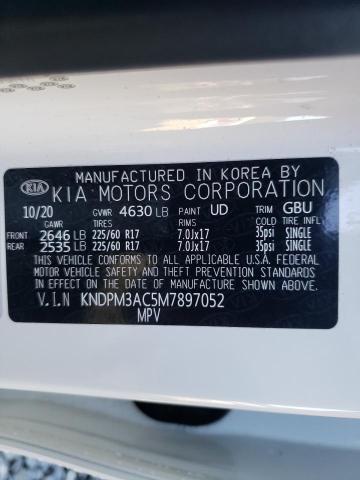 MANUFACTURED IN KOREA BY
KIA KIA MOTORS CORPORATION
10/20 GVWR 4630 LB PAINT UD TRIM GBU
GAWR TIRES RIMS COLD TIRE INFL
FRONT 2646 LB 225/60 R17 7.0Jx17 35psi SINGLE
REAR 2535 LB 225/60 R17 7.0Jx17 35psi SINGLE
THIS VEHICLE CONFORMS TO ALL APPLICABLE U.S.A. FEDERAL
MOTOR VEHICLE SAFETY AND THEFT PREVENTION STANDARDS
IN EFFECT ON THE DATE OF MANUFACTURE SHOWN ABOVE.
V.I.N KNDPM3AC5M7897052
MPV